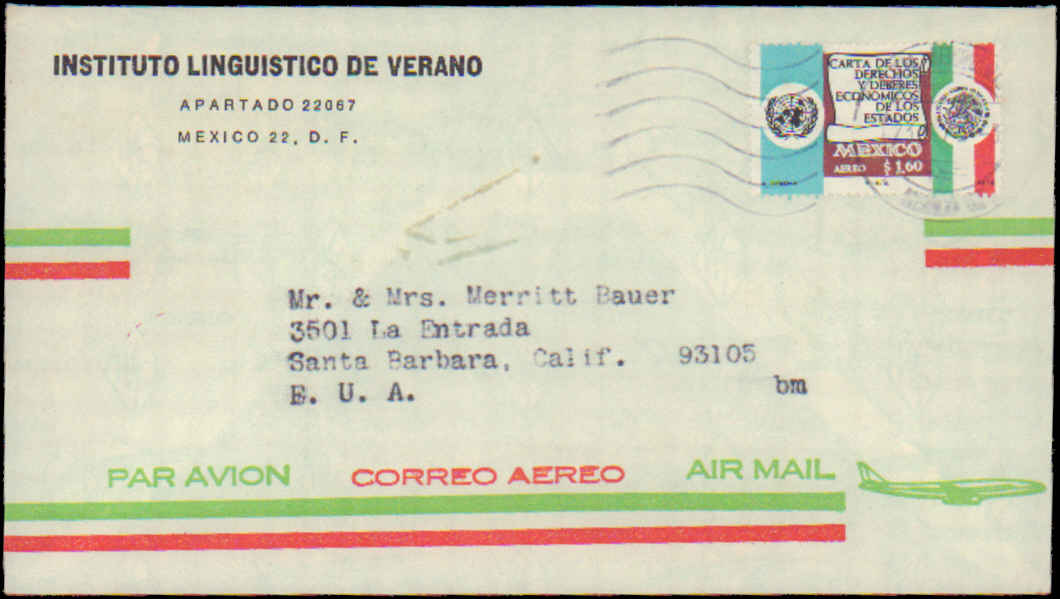 INSTITUTO LINGUISTICO DE VERANO
APARTADO 22067
MEXICO 22, D. F.
CARTA DE LOS
DERECHOS
Y DEBERES
ECONOMICOS
DE LOS
ESTADOS
MEXICO
AEREO $1.60
Mr. & Mrs. Merritt Bauer
3501 La Entrada
Santa Barbara, Calif. 93105
E. U. A. bm
PAR AVION CORREO AEREO AIR MAIL